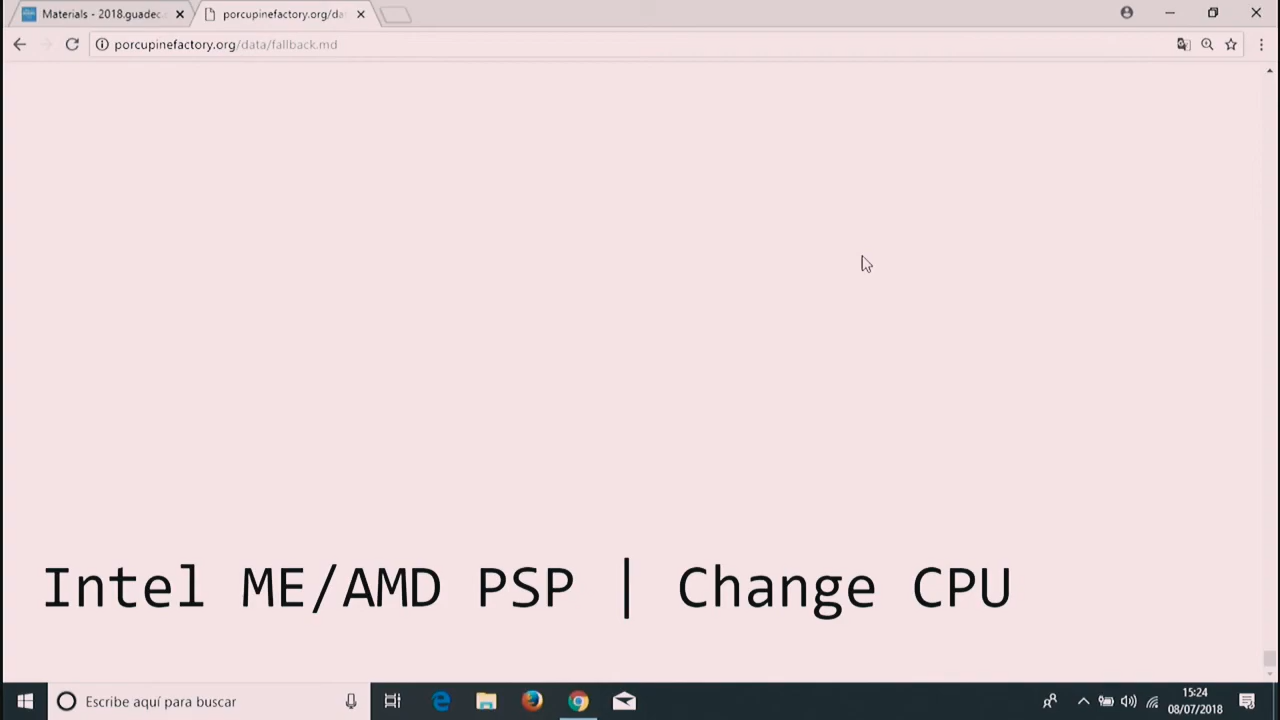 Materials - 2018.guadec.
porcupinefactory.org/da
porcupinefactory.org/data/fallback.md
Intel ME/AMD PSP | Change CPU
Escribe aquí para buscar
15:24
08/07/2018